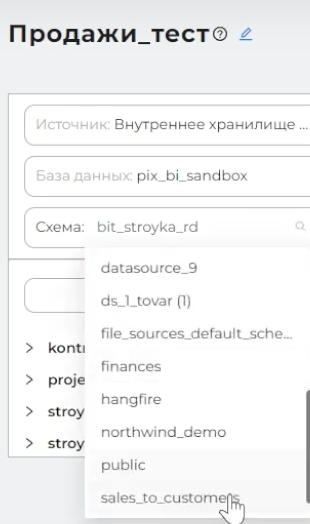 Продажи_тест
Источник: Внутреннее хранилище ...
База данных: pix_bi_sandbox
Схема: bit_stroyka_rd
datasource_9
ds_1_tovar (1)
file_sources_default_sche...
finances
hangfire
northwind_demo
public
sales_to_customers
> kont
> proje
> stroy
> stroy